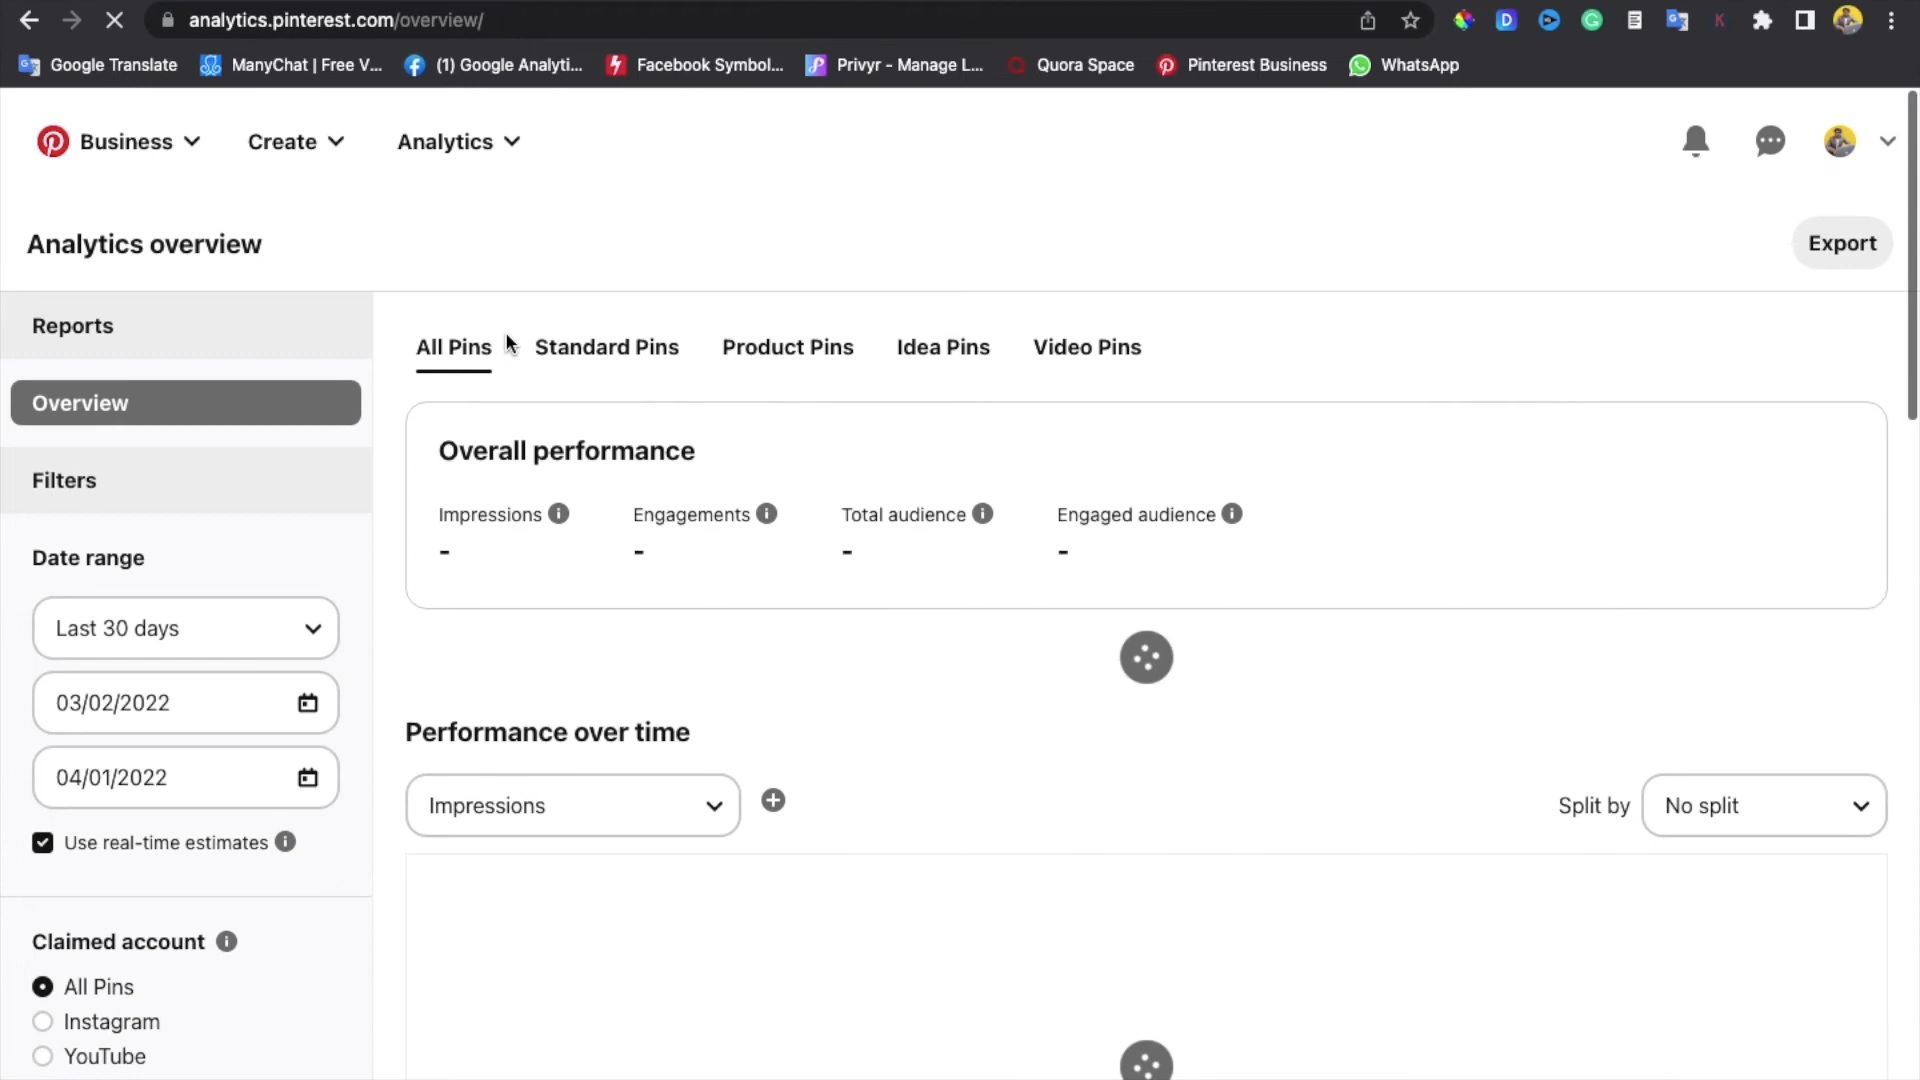 analytics.pinterest.com/overview/
Google Translate
ManyChat | Free V...
(1) Google Analyti...
Facebook Symbol...
Privyr - Manage L...
Quora Space
Pinterest Business
WhatsApp
Business
Create
Analytics
Analytics overview
Export
Reports
All Pins
Standard Pins
Product Pins
Idea Pins
Video Pins
Overview
Overall performance
Filters
Impressions
Engagements
Total audience
Engaged audience
-
-
-
-
Date range
Last 30 days
03/02/2022
04/01/2022
Use real-time estimates
Performance over time
Impressions
Split by
No split
Claimed account
All Pins
Instagram
YouTube